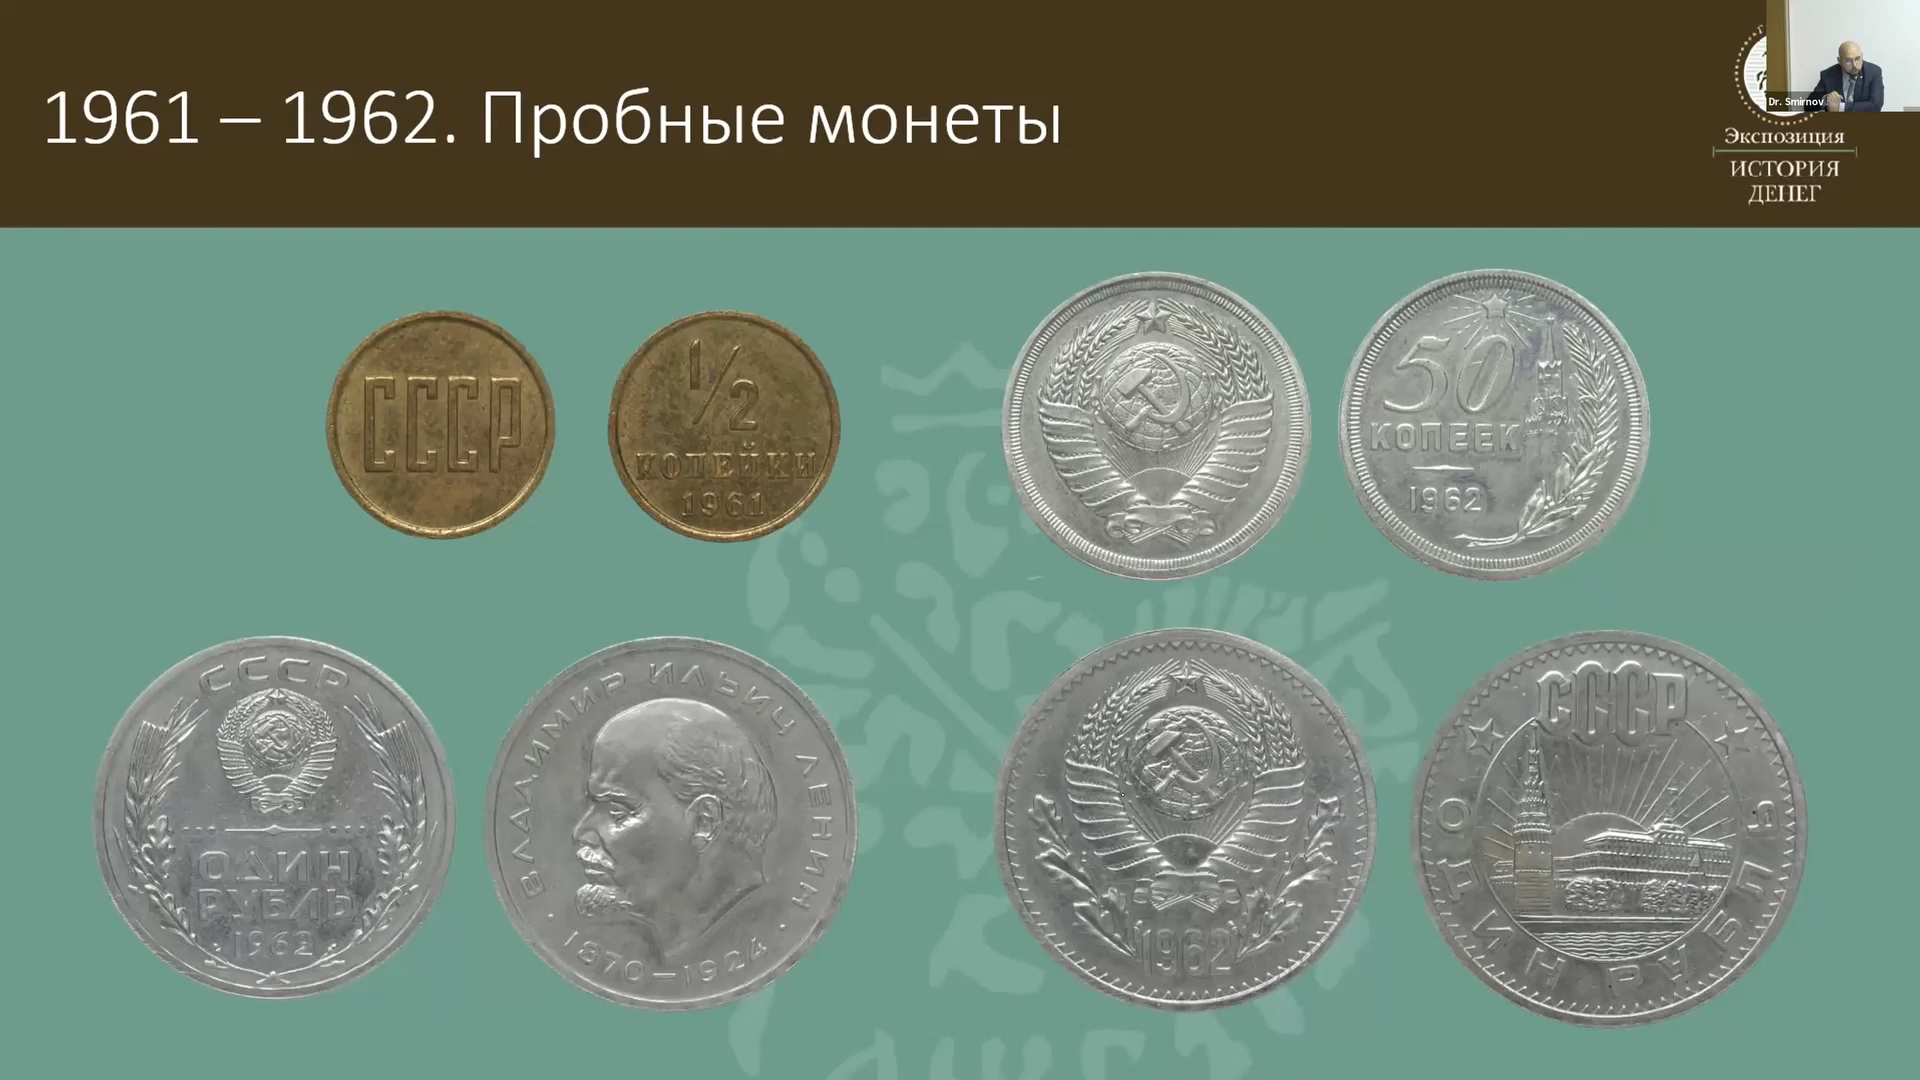 1961 – 1962. Пробные монеты
Dr. Smirnov
Экспозиция
ИСТОРИЯ
ДЕНЕГ
СССР
1/2
КОПЕЙКИ
1961
50
КОПЕЕК
1962
СССР
ОДИН
РУБЛЬ
1962
ВЛАДИМИР ИЛЬИЧ ЛЕНИН
1870–1924
1962
СССР
ОДИН РУБЛЬ